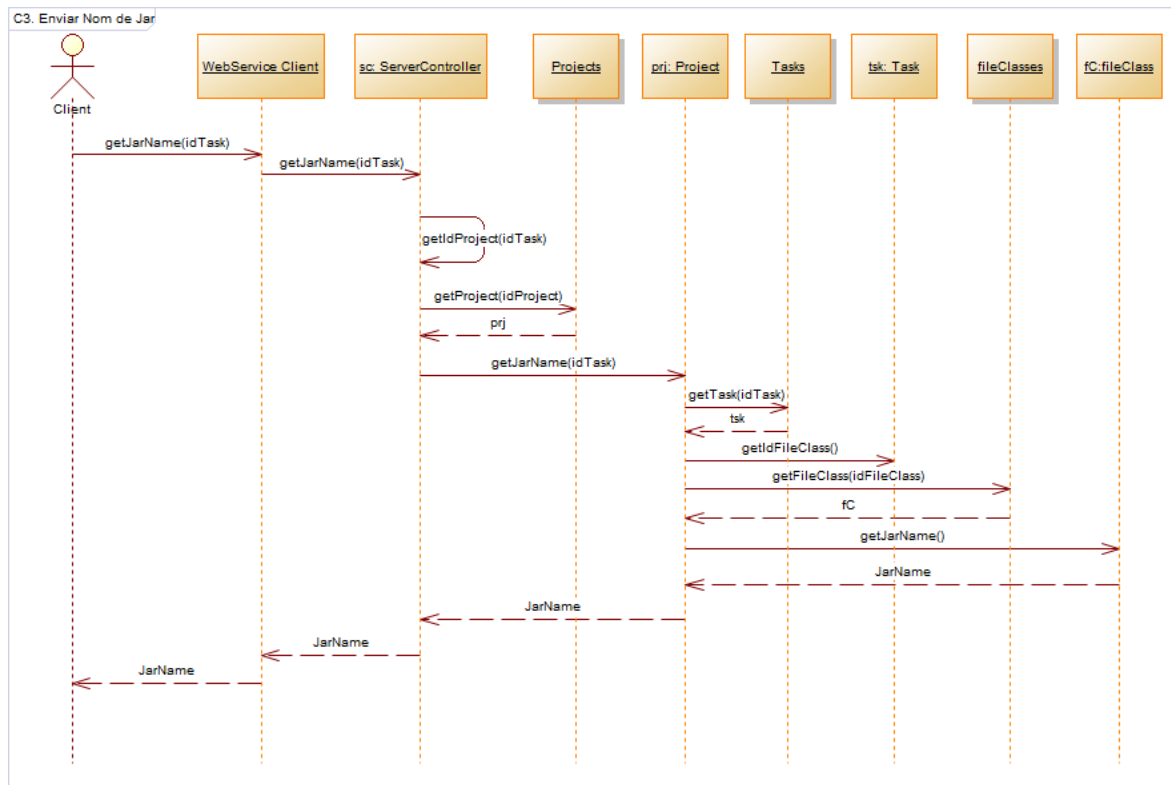 C3. Enviar Nom de Jar
WebService Client
sc: ServerController
Projects
prj: Project
Tasks
tsk: Task
fileClasses
fC:fileClass
Client
getJarName(idTask)
getJarName(idTask)
getIdProject(idTask)
getProject(idProject)
prj
getJarName(idTask)
getTask(idTask)
tsk
getIdFileClass()
getFileClass(idFileClass)
fC
getJarName()
JarName
JarName
JarName
JarName